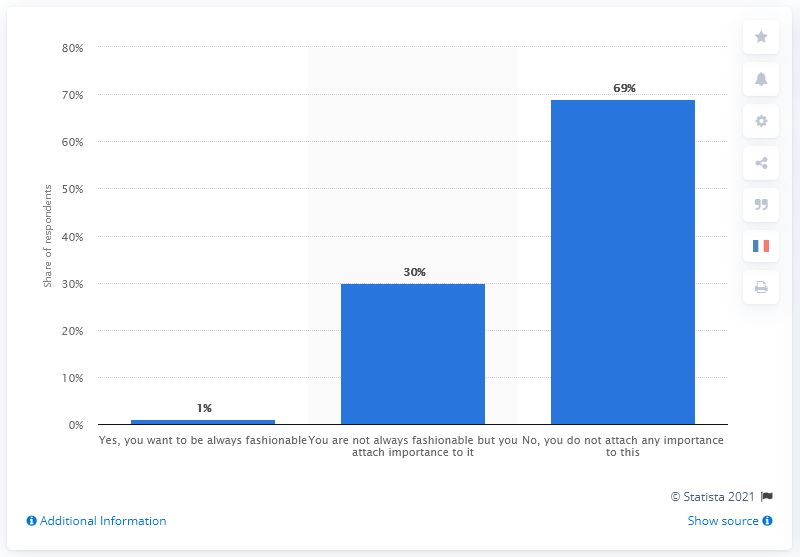 80%
70%
60%
50%
40%
30%
20%
10%
0%
Share of respondents
1%
30%
69%
Yes, you want to be always fashionable
You are not always fashionable but you
attach importance to it
No, you do not attach any importance
to this
© Statista 2021
Additional Information
Show source